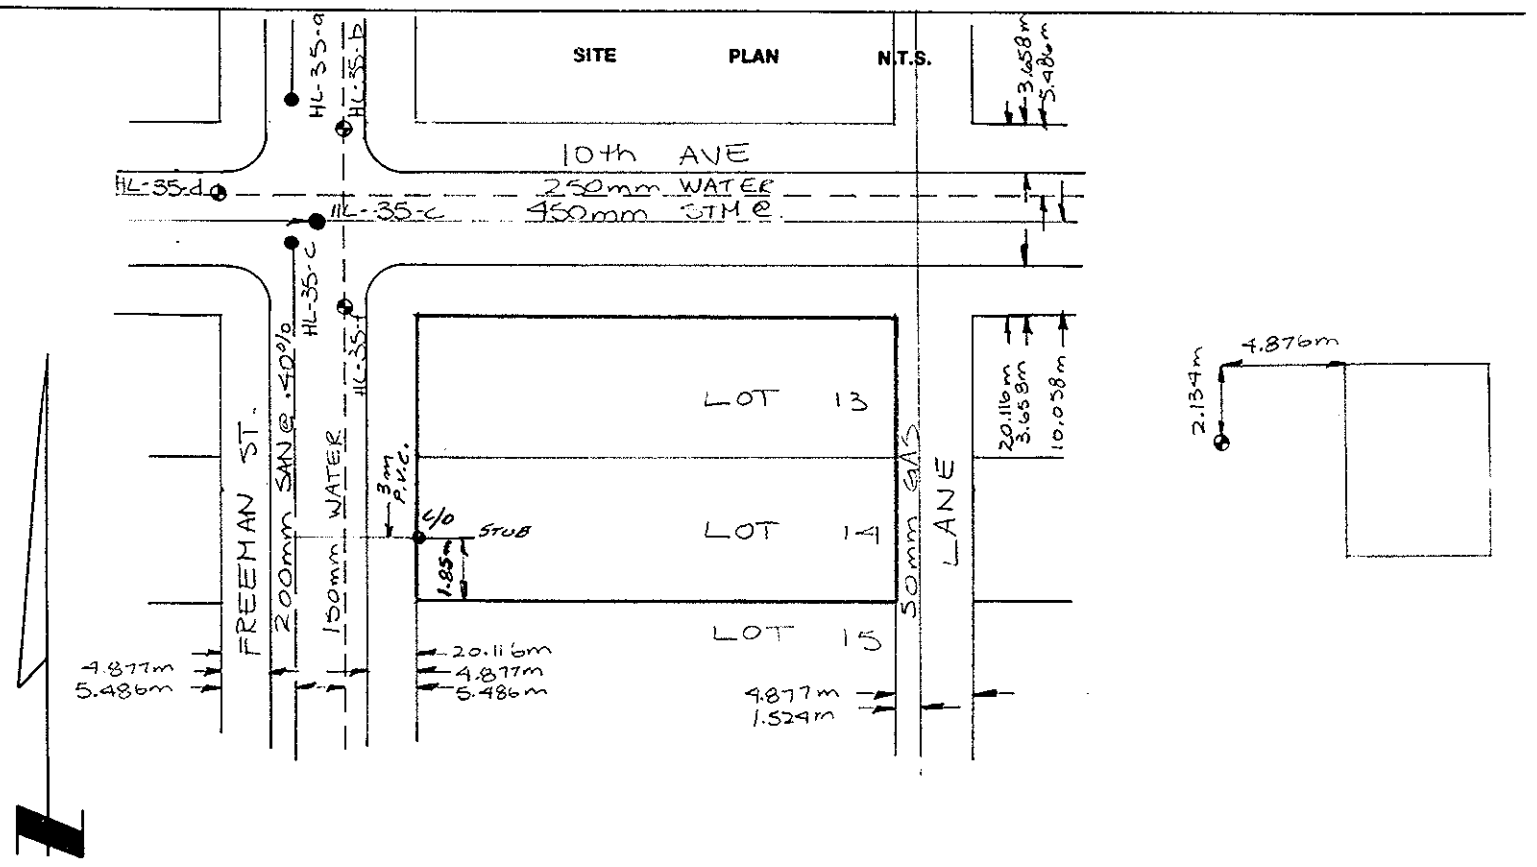 SITE PLAN N.T.S.
HL-35-a
HL-35-b
3.658m
5.486m
10th AVE
HL-35-d
250mm WATER
HL-35-c
450mm STM @
HL-35-c
HL-35-f
FREEMAN ST.
200mm SAN @ .40%
150mm WATER
3m
P.V.C.
C/O
STUB
1.85m
LOT 13
LOT 14
LOT 15
50mm GAS
LANE
20.116m
3.658m
10.058m
4.876m
2.134m
4.877m
5.486m
20.116m
4.877m
5.486m
4.877m
1.524m
N